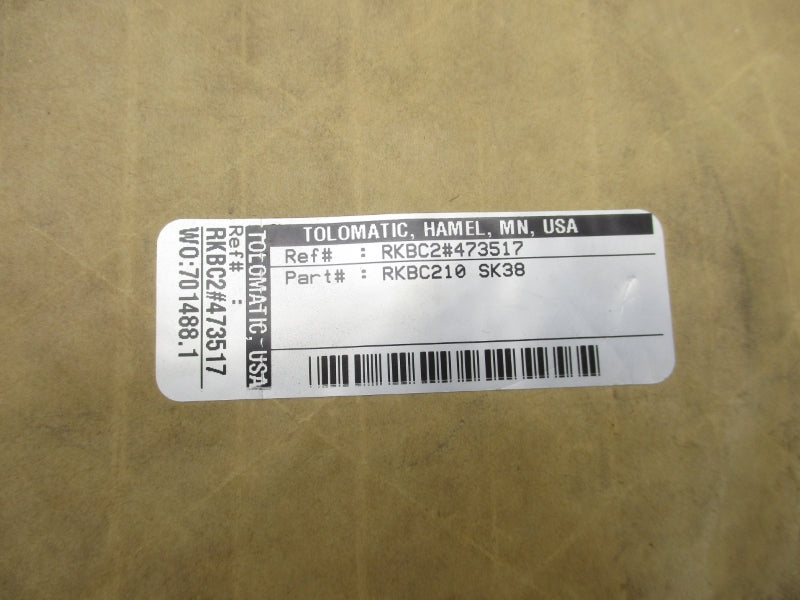 TOLOMATIC, HAMEL, MN, USA
Ref# : RKBC2#473517
Part# : RKBC210 SK38
TOLOMATIC, USA
Ref# :
RKBC2#473517
WO:701488.1